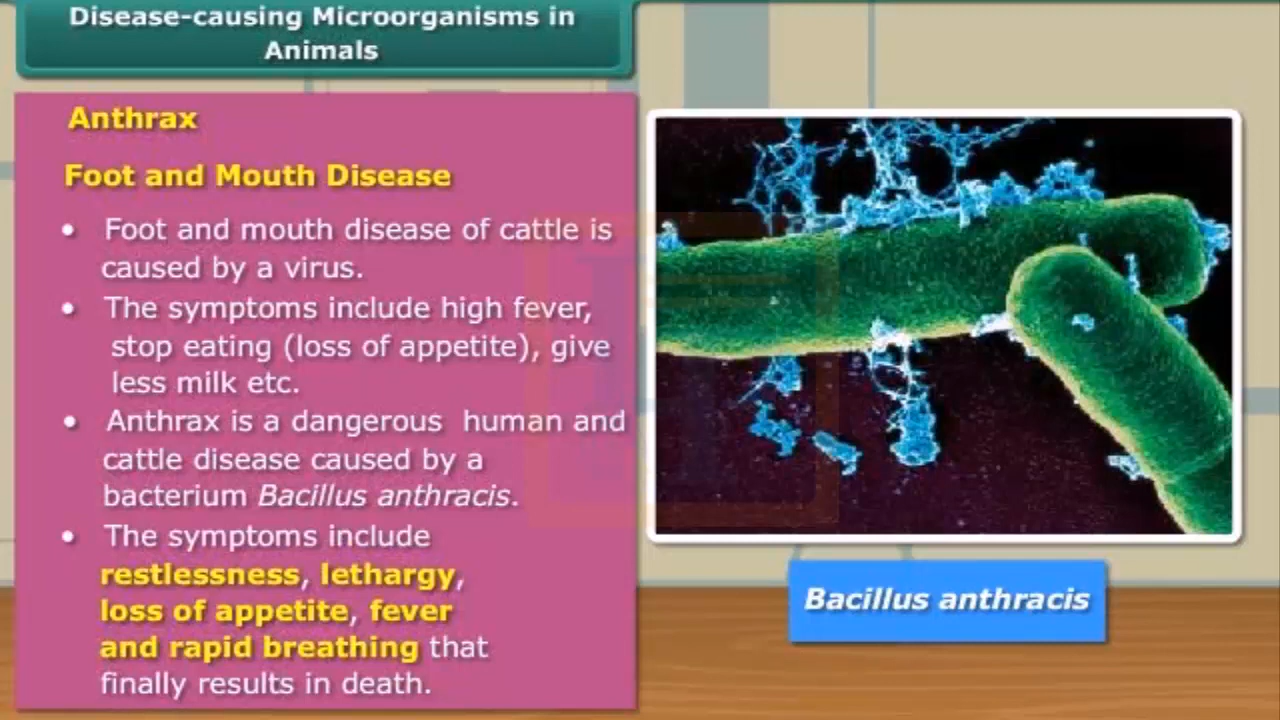 Disease-causing Microorganisms in
Animals
Anthrax
Foot and Mouth Disease
• Foot and mouth disease of cattle is
caused by a virus.
• The symptoms include high fever,
stop eating (loss of appetite), give
less milk etc.
• Anthrax is a dangerous human and
cattle disease caused by a
bacterium Bacillus anthracis.
• The symptoms include
restlessness, lethargy,
loss of appetite, fever
and rapid breathing that
finally results in death.
Bacillus anthracis